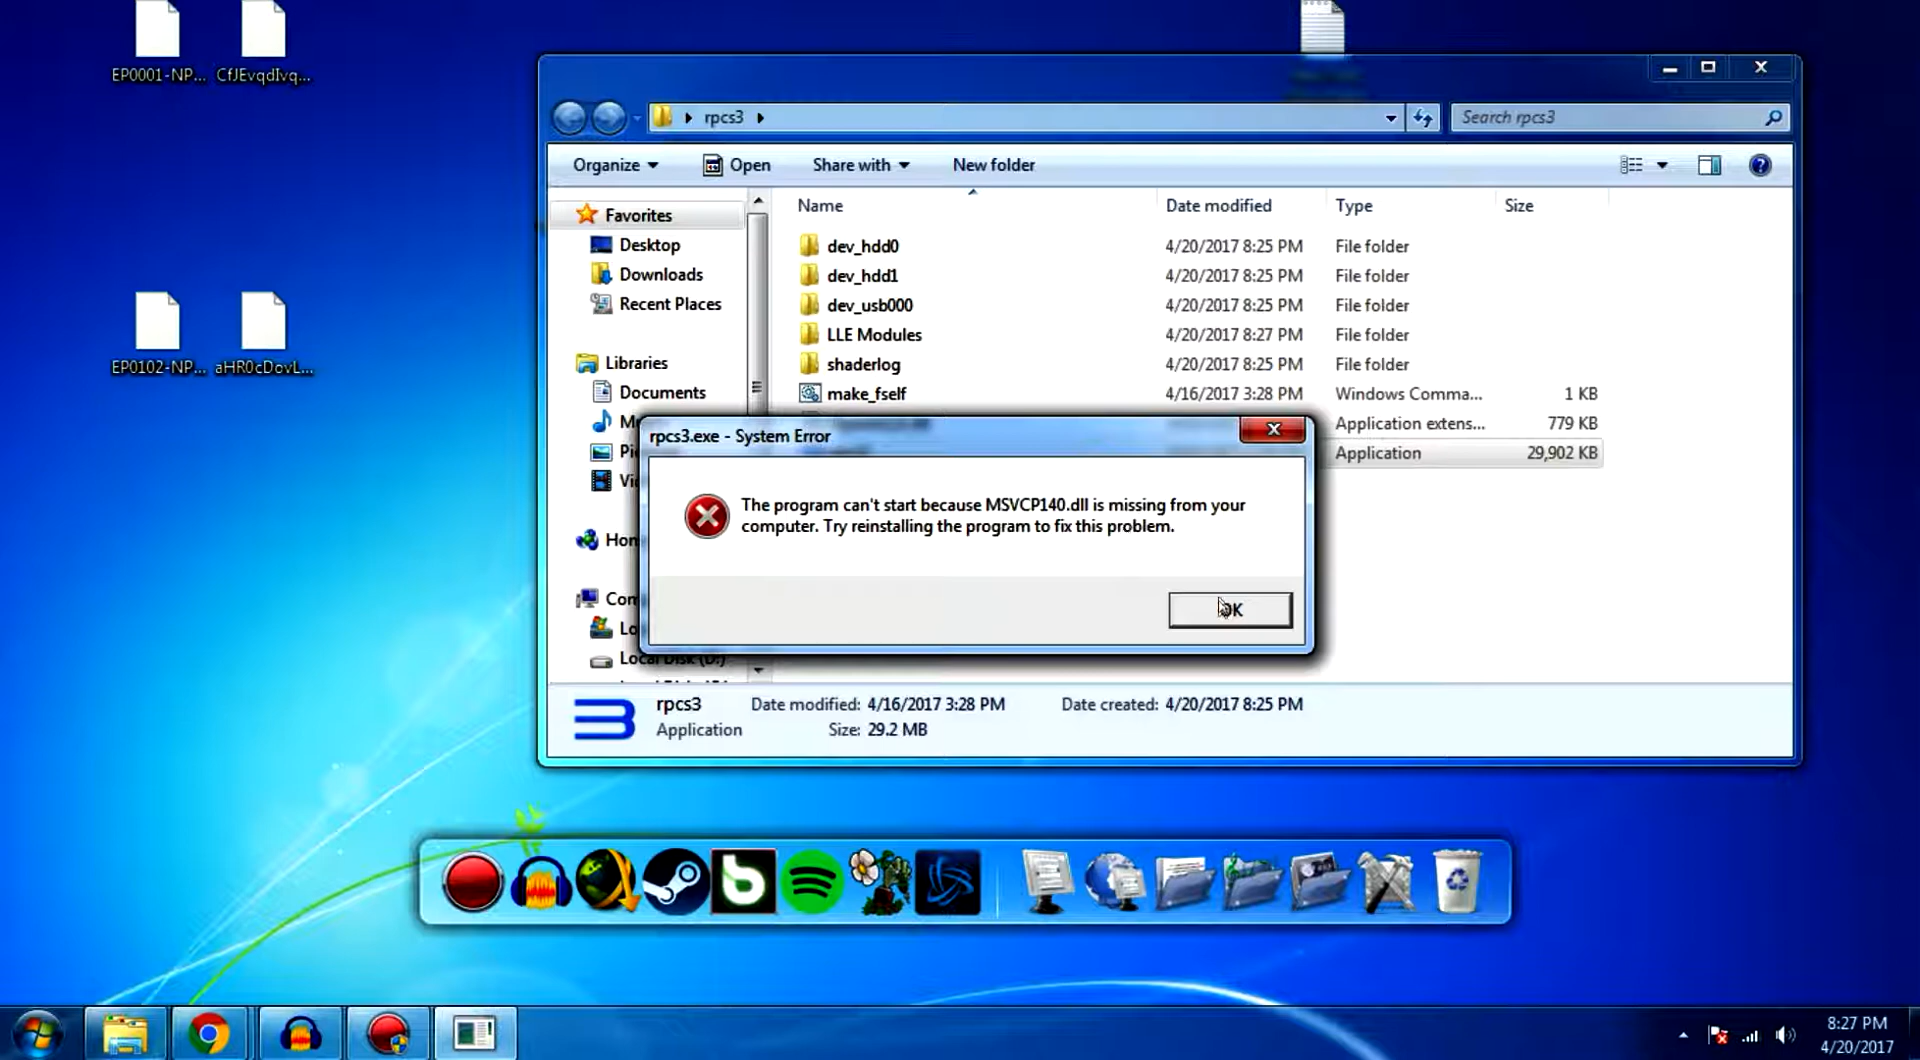 EP0001-NP... CfJEvqdIvq...
EP0102-NP... aHR0cDovL...
rpcs3
Search rpcs3
Organize Open Share with New folder
Favorites
Desktop
Downloads
Recent Places
Libraries
Documents
Name Date modified Type Size
dev_hdd0 4/20/2017 8:25 PM File folder
dev_hdd1 4/20/2017 8:25 PM File folder
dev_usb000 4/20/2017 8:25 PM File folder
LLE Modules 4/20/2017 8:27 PM File folder
shaderlog 4/20/2017 8:25 PM File folder
make_fself 4/16/2017 3:28 PM Windows Comma... 1 KB
Application extens... 779 KB
Application 29,902 KB
rpcs3.exe - System Error
The program can't start because MSVCP140.dll is missing from your
computer. Try reinstalling the program to fix this problem.
OK
Local Disk (D:)
rpcs3 Date modified: 4/16/2017 3:28 PM Date created: 4/20/2017 8:25 PM
Application Size: 29.2 MB
8:27 PM
4/20/2017